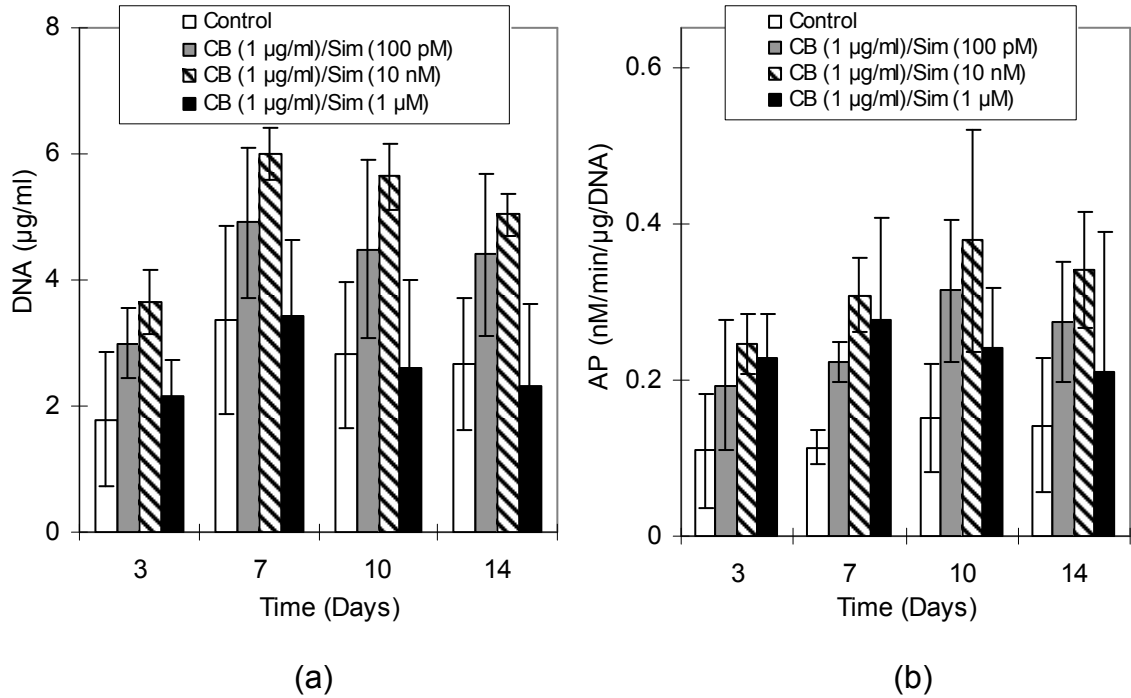 Control
CB (1 µg/ml)/Sim (100 pM)
CB (1 µg/ml)/Sim (10 nM)
CB (1 µg/ml)/Sim (1 µM)
8
6
4
2
0
DNA (µg/ml)
3 7 10 14
Time (Days)
(a)
Control
CB (1 µg/ml)/Sim (100 pM)
CB (1 µg/ml)/Sim (10 nM)
CB (1 µg/ml)/Sim (1 µM)
0.6
0.4
0.2
0
AP (nM/min/µg/DNA)
3 7 10 14
Time (Days)
(b)